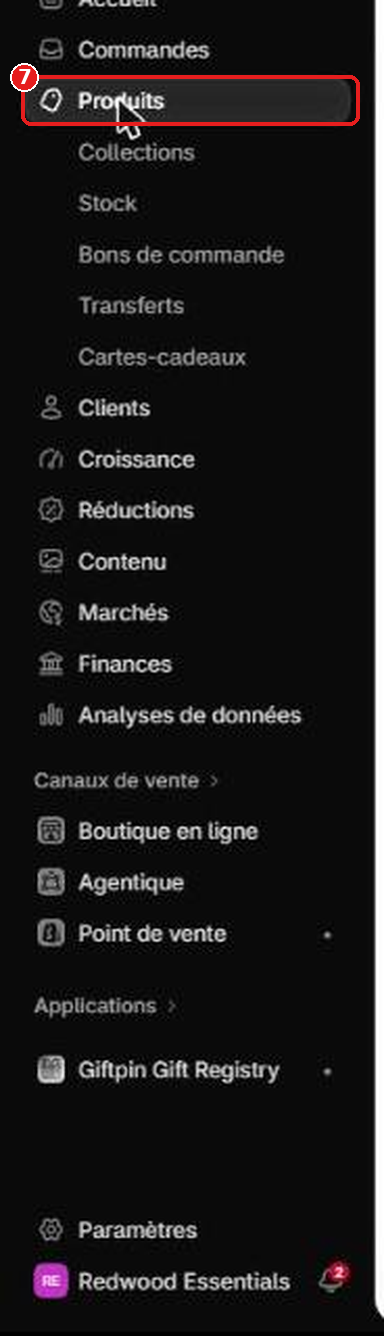 Accueil
Commandes
7
Produits
Collections
Stock
Bons de commande
Transferts
Cartes-cadeaux
Clients
Croissance
Réductions
Contenu
Marchés
Finances
Analyses de données
Canaux de vente >
Boutique en ligne
Agentique
Point de vente
Applications >
Giftpin Gift Registry
Paramètres
RE Redwood Essentials 2